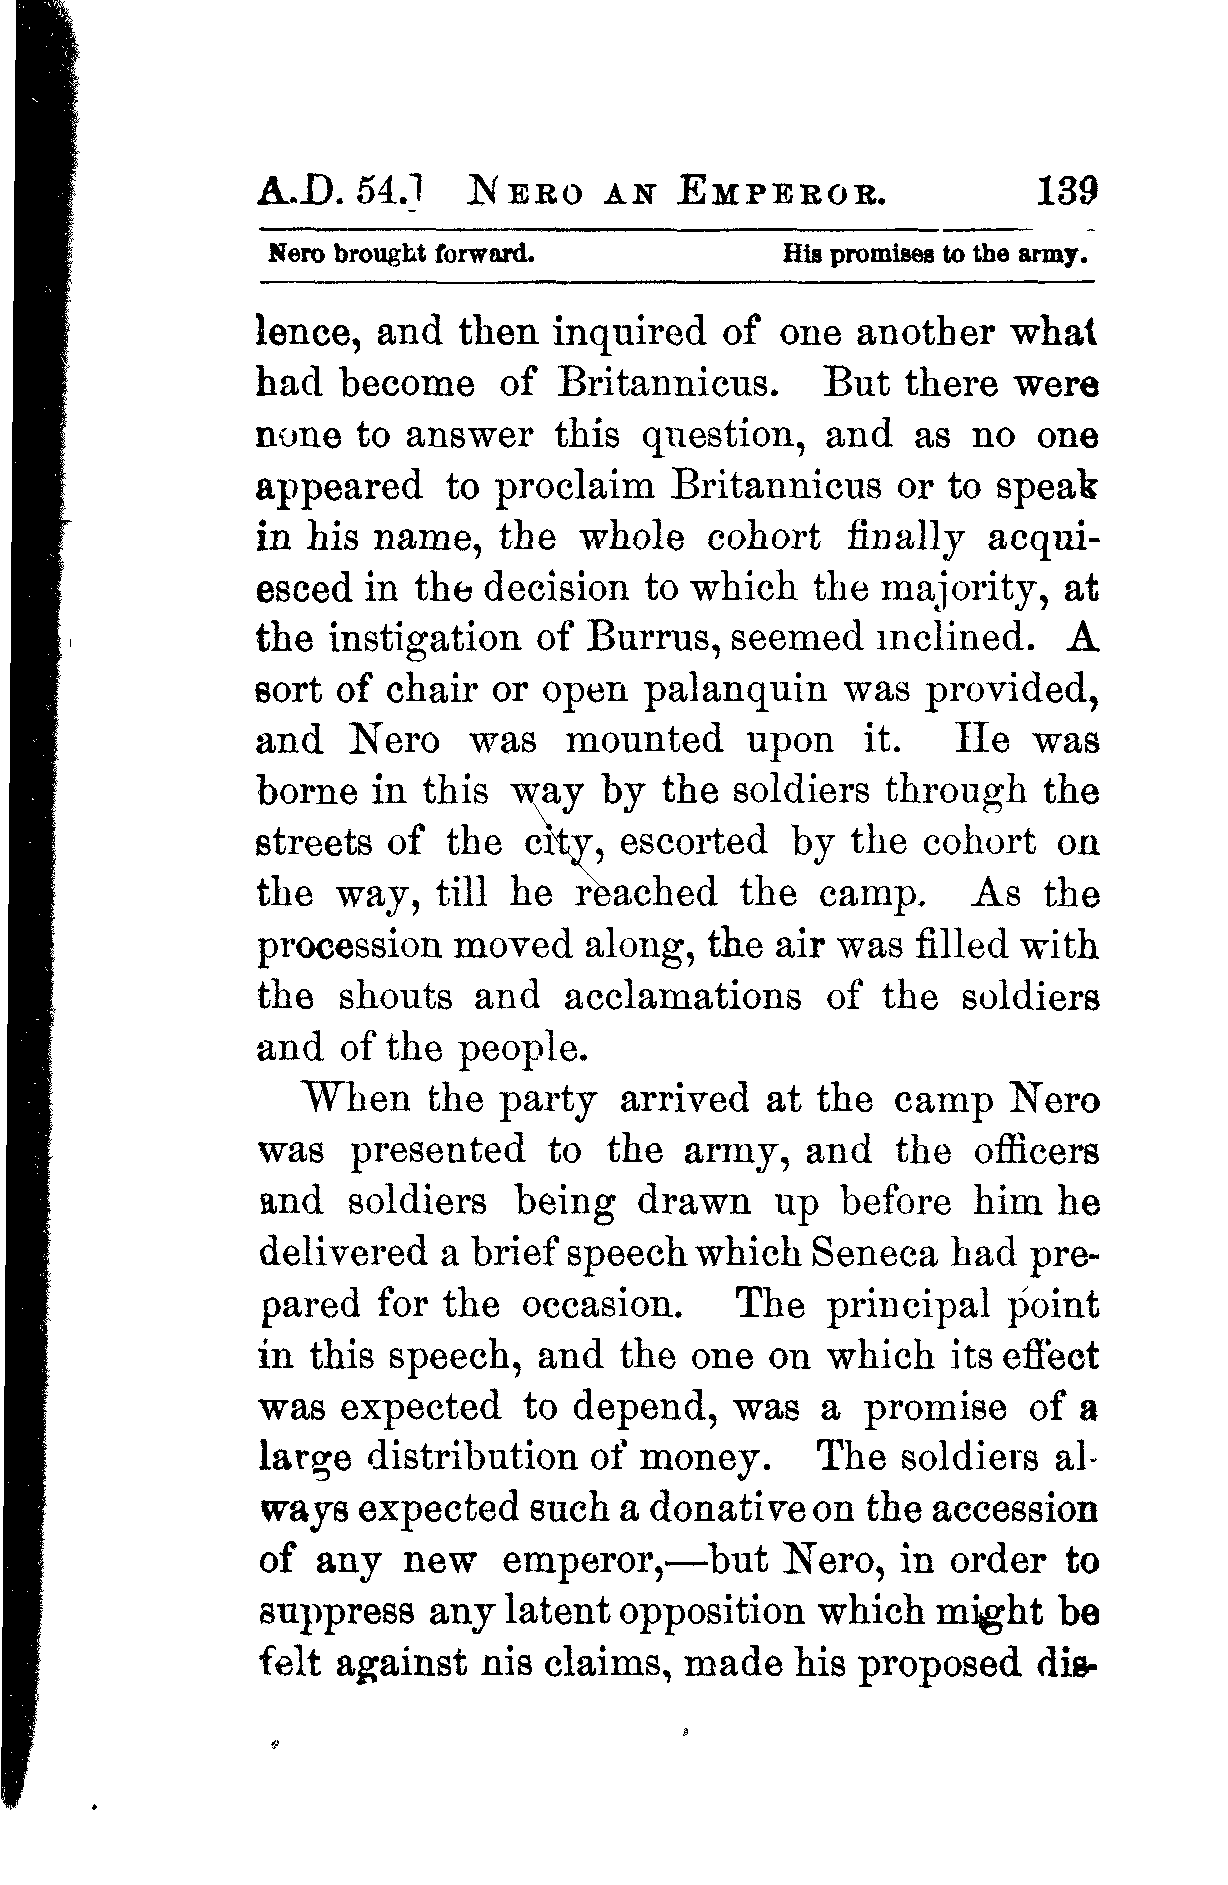 A.D. 54.] NERO AN EMPEROR. 139
Nero brought forward. His promises to the army.
lence, and then inquired of one another what
had become of Britannicus. But there were
none to answer this question, and as no one
appeared to proclaim Britannicus or to speak
in his name, the whole cohort finally acqui-
esced in the decision to which the majority, at
the instigation of Burrus, seemed inclined. A
sort of chair or open palanquin was provided,
and Nero was mounted upon it. He was
borne in this way by the soldiers through the
streets of the city, escorted by the cohort on
the way, till he reached the camp. As the
procession moved along, the air was filled with
the shouts and acclamations of the soldiers
and of the people.
When the party arrived at the camp Nero
was presented to the army, and the officers
and soldiers being drawn up before him he
delivered a brief speech which Seneca had pre-
pared for the occasion. The principal point
in this speech, and the one on which its effect
was expected to depend, was a promise of a
large distribution of money. The soldiers al-
ways expected such a donative on the accession
of any new emperor,—but Nero, in order to
suppress any latent opposition which might be
felt against his claims, made his proposed dis-